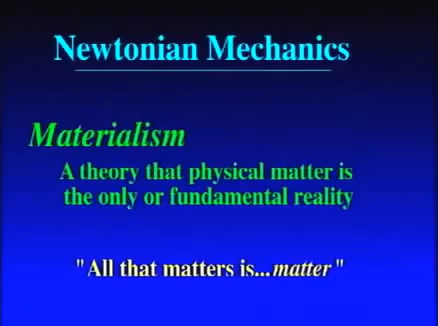 Newtonian Mechanics
Materialism
A theory that physical matter is
the only or fundamental reality
"All that matters is...matter"